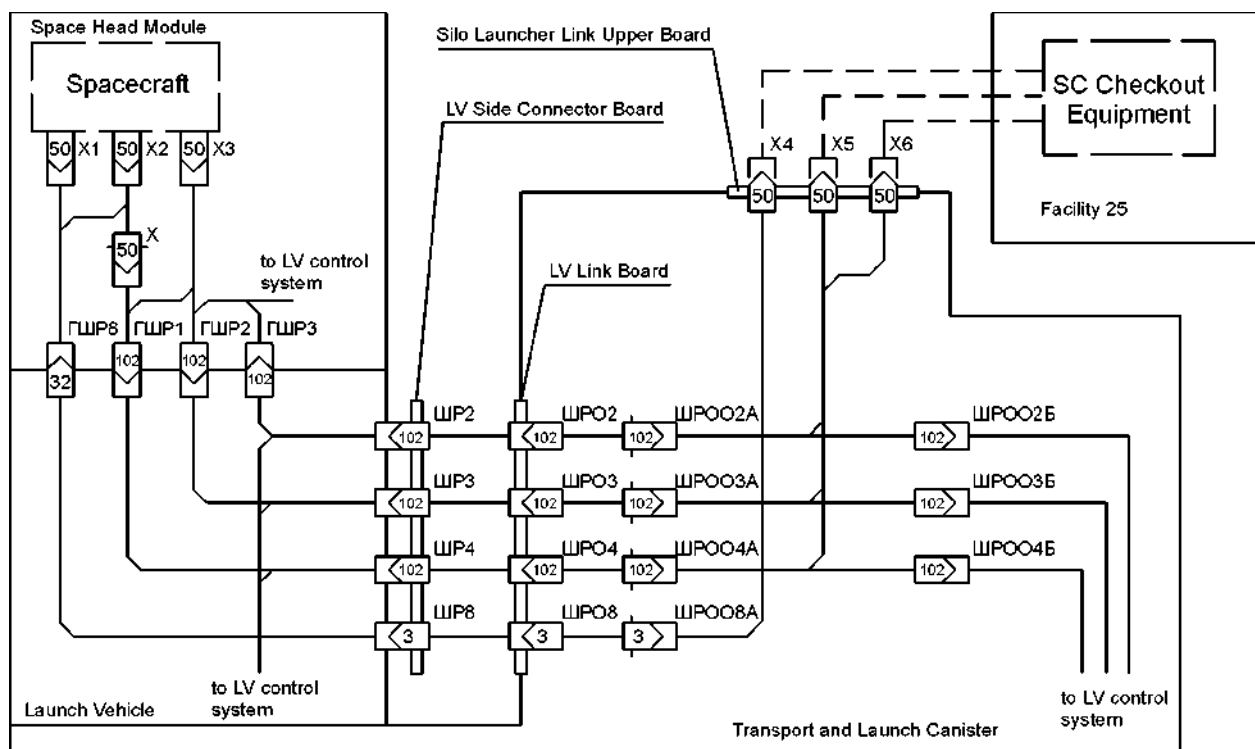 Space Head Module
Spacecraft
50 X1 50 X2 50 X3
50 X
to LV control
system
Silo Launcher Link Upper Board
LV Side Connector Board
X4 X5 X6
50 50 50
SC Checkout
Equipment
Facility 25
LV Link Board
ГШР8 ГШР1 ГШР2 ГШР3
32 102 102 102
ШР2 ШРО2 ШРОО2А ШРОО2Б
102 102 102 102
ШР3 ШРО3 ШРОО3А ШРОО3Б
102 102 102 102
ШР4 ШРО4 ШРОО4А ШРОО4Б
102 102 102 102
ШР8 ШРО8 ШРОО8А
3 3 3
to LV control
system
Launch Vehicle
Transport and Launch Canister
to LV control
system